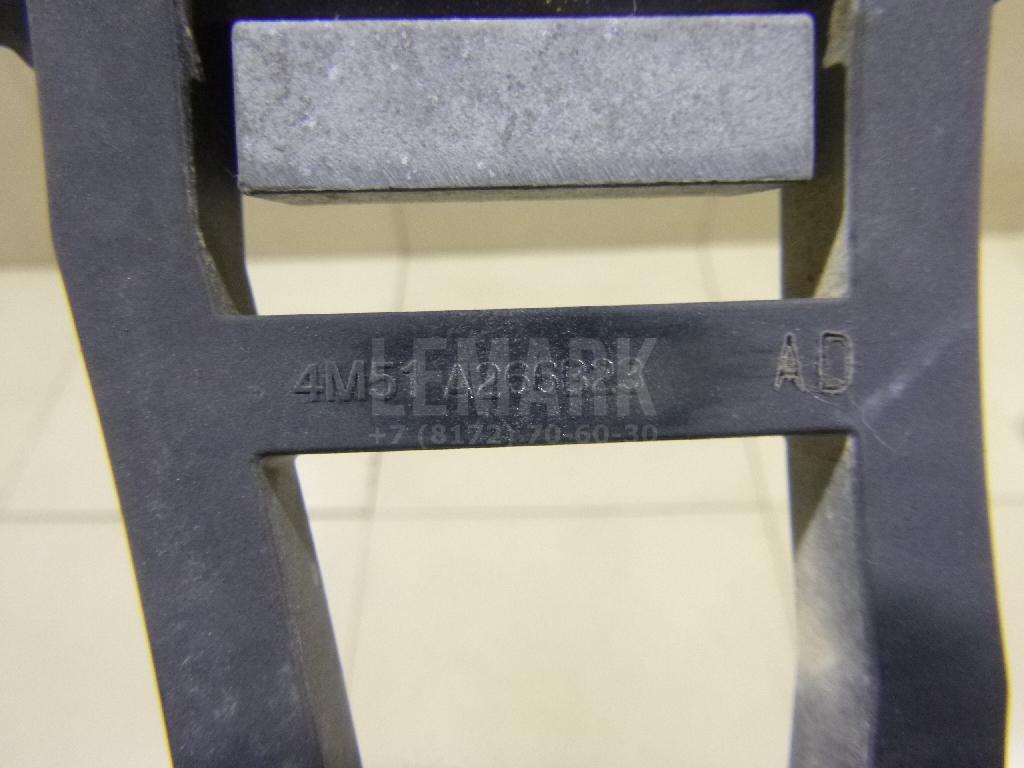 4M51 A266B23 AD
LEMARK
+7 (8172) 70-60-30